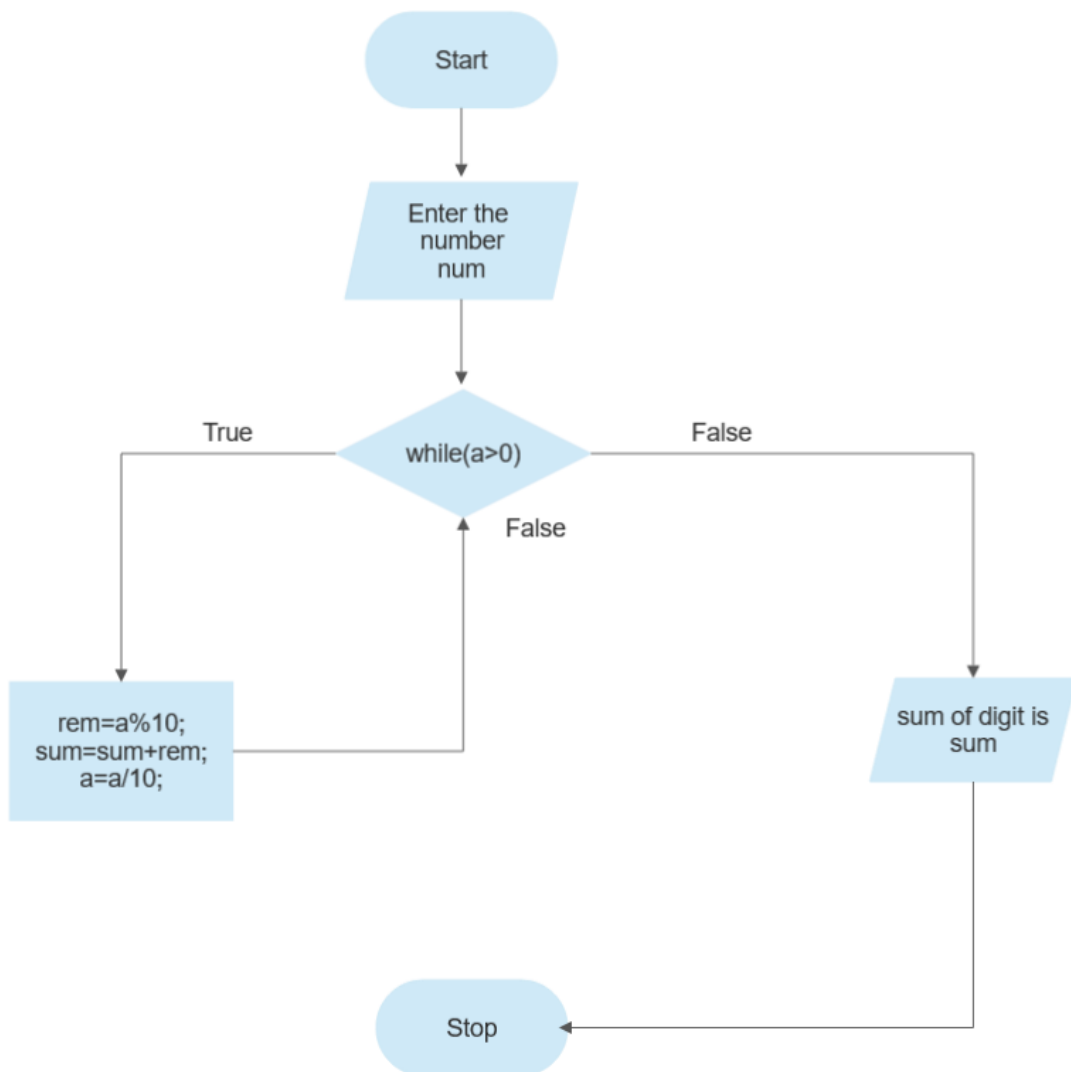 Start
Enter the
number
num
True
while(a>0)
False
False
rem=a%10;
sum=sum+rem;
a=a/10;
sum of digit is
sum
Stop